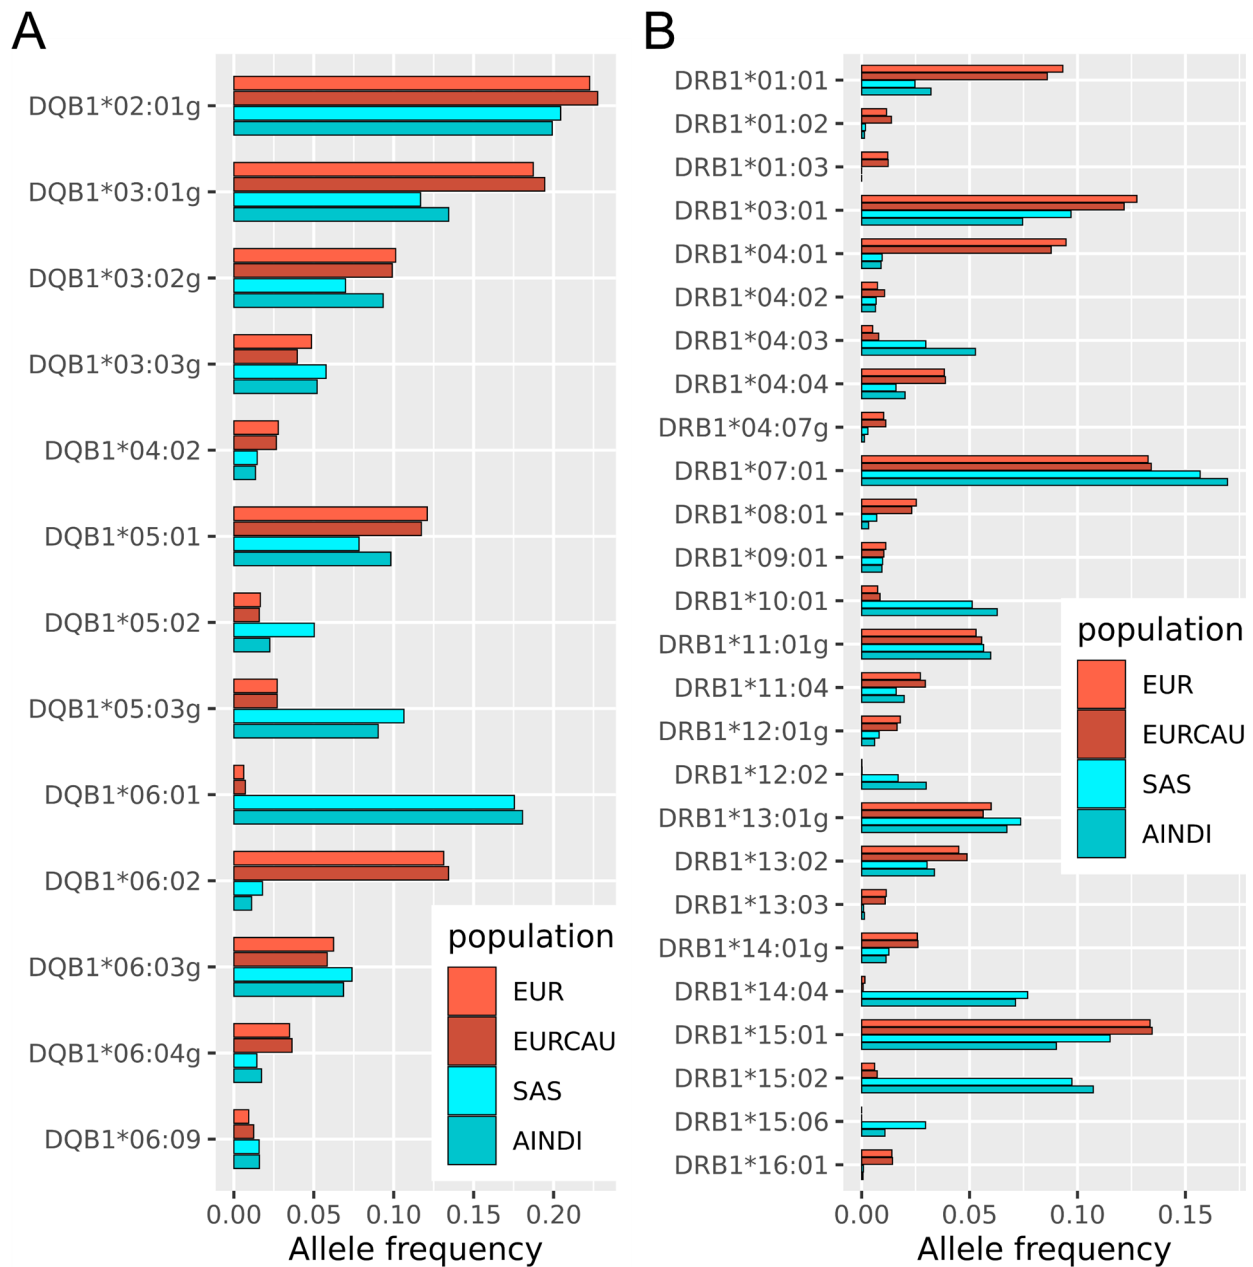 A
DQB1*02:01g
DQB1*03:01g
DQB1*03:02g
DQB1*03:03g
DQB1*04:02
DQB1*05:01
DQB1*05:02
DQB1*05:03g
DQB1*06:01
DQB1*06:02
DQB1*06:03g
DQB1*06:04g
DQB1*06:09
population
EUR
EURCAU
SAS
AINDI
0.00 0.05 0.10 0.15 0.20
Allele frequency
B
DRB1*01:01
DRB1*01:02
DRB1*01:03
DRB1*03:01
DRB1*04:01
DRB1*04:02
DRB1*04:03
DRB1*04:04
DRB1*04:07g
DRB1*07:01
DRB1*08:01
DRB1*09:01
DRB1*10:01
DRB1*11:01g
DRB1*11:04
DRB1*12:01g
DRB1*12:02
DRB1*13:01g
DRB1*13:02
DRB1*13:03
DRB1*14:01g
DRB1*14:04
DRB1*15:01
DRB1*15:02
DRB1*15:06
DRB1*16:01
population
EUR
EURCAU
SAS
AINDI
0.00 0.05 0.10 0.15
Allele frequency